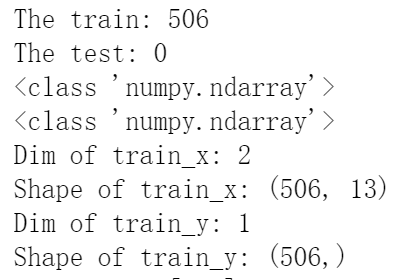 The train: 506
The test: 0
<class 'numpy.ndarray'>
<class 'numpy.ndarray'>
Dim of train_x: 2
Shape of train_x: (506, 13)
Dim of train_y: 1
Shape of train_y: (506,)